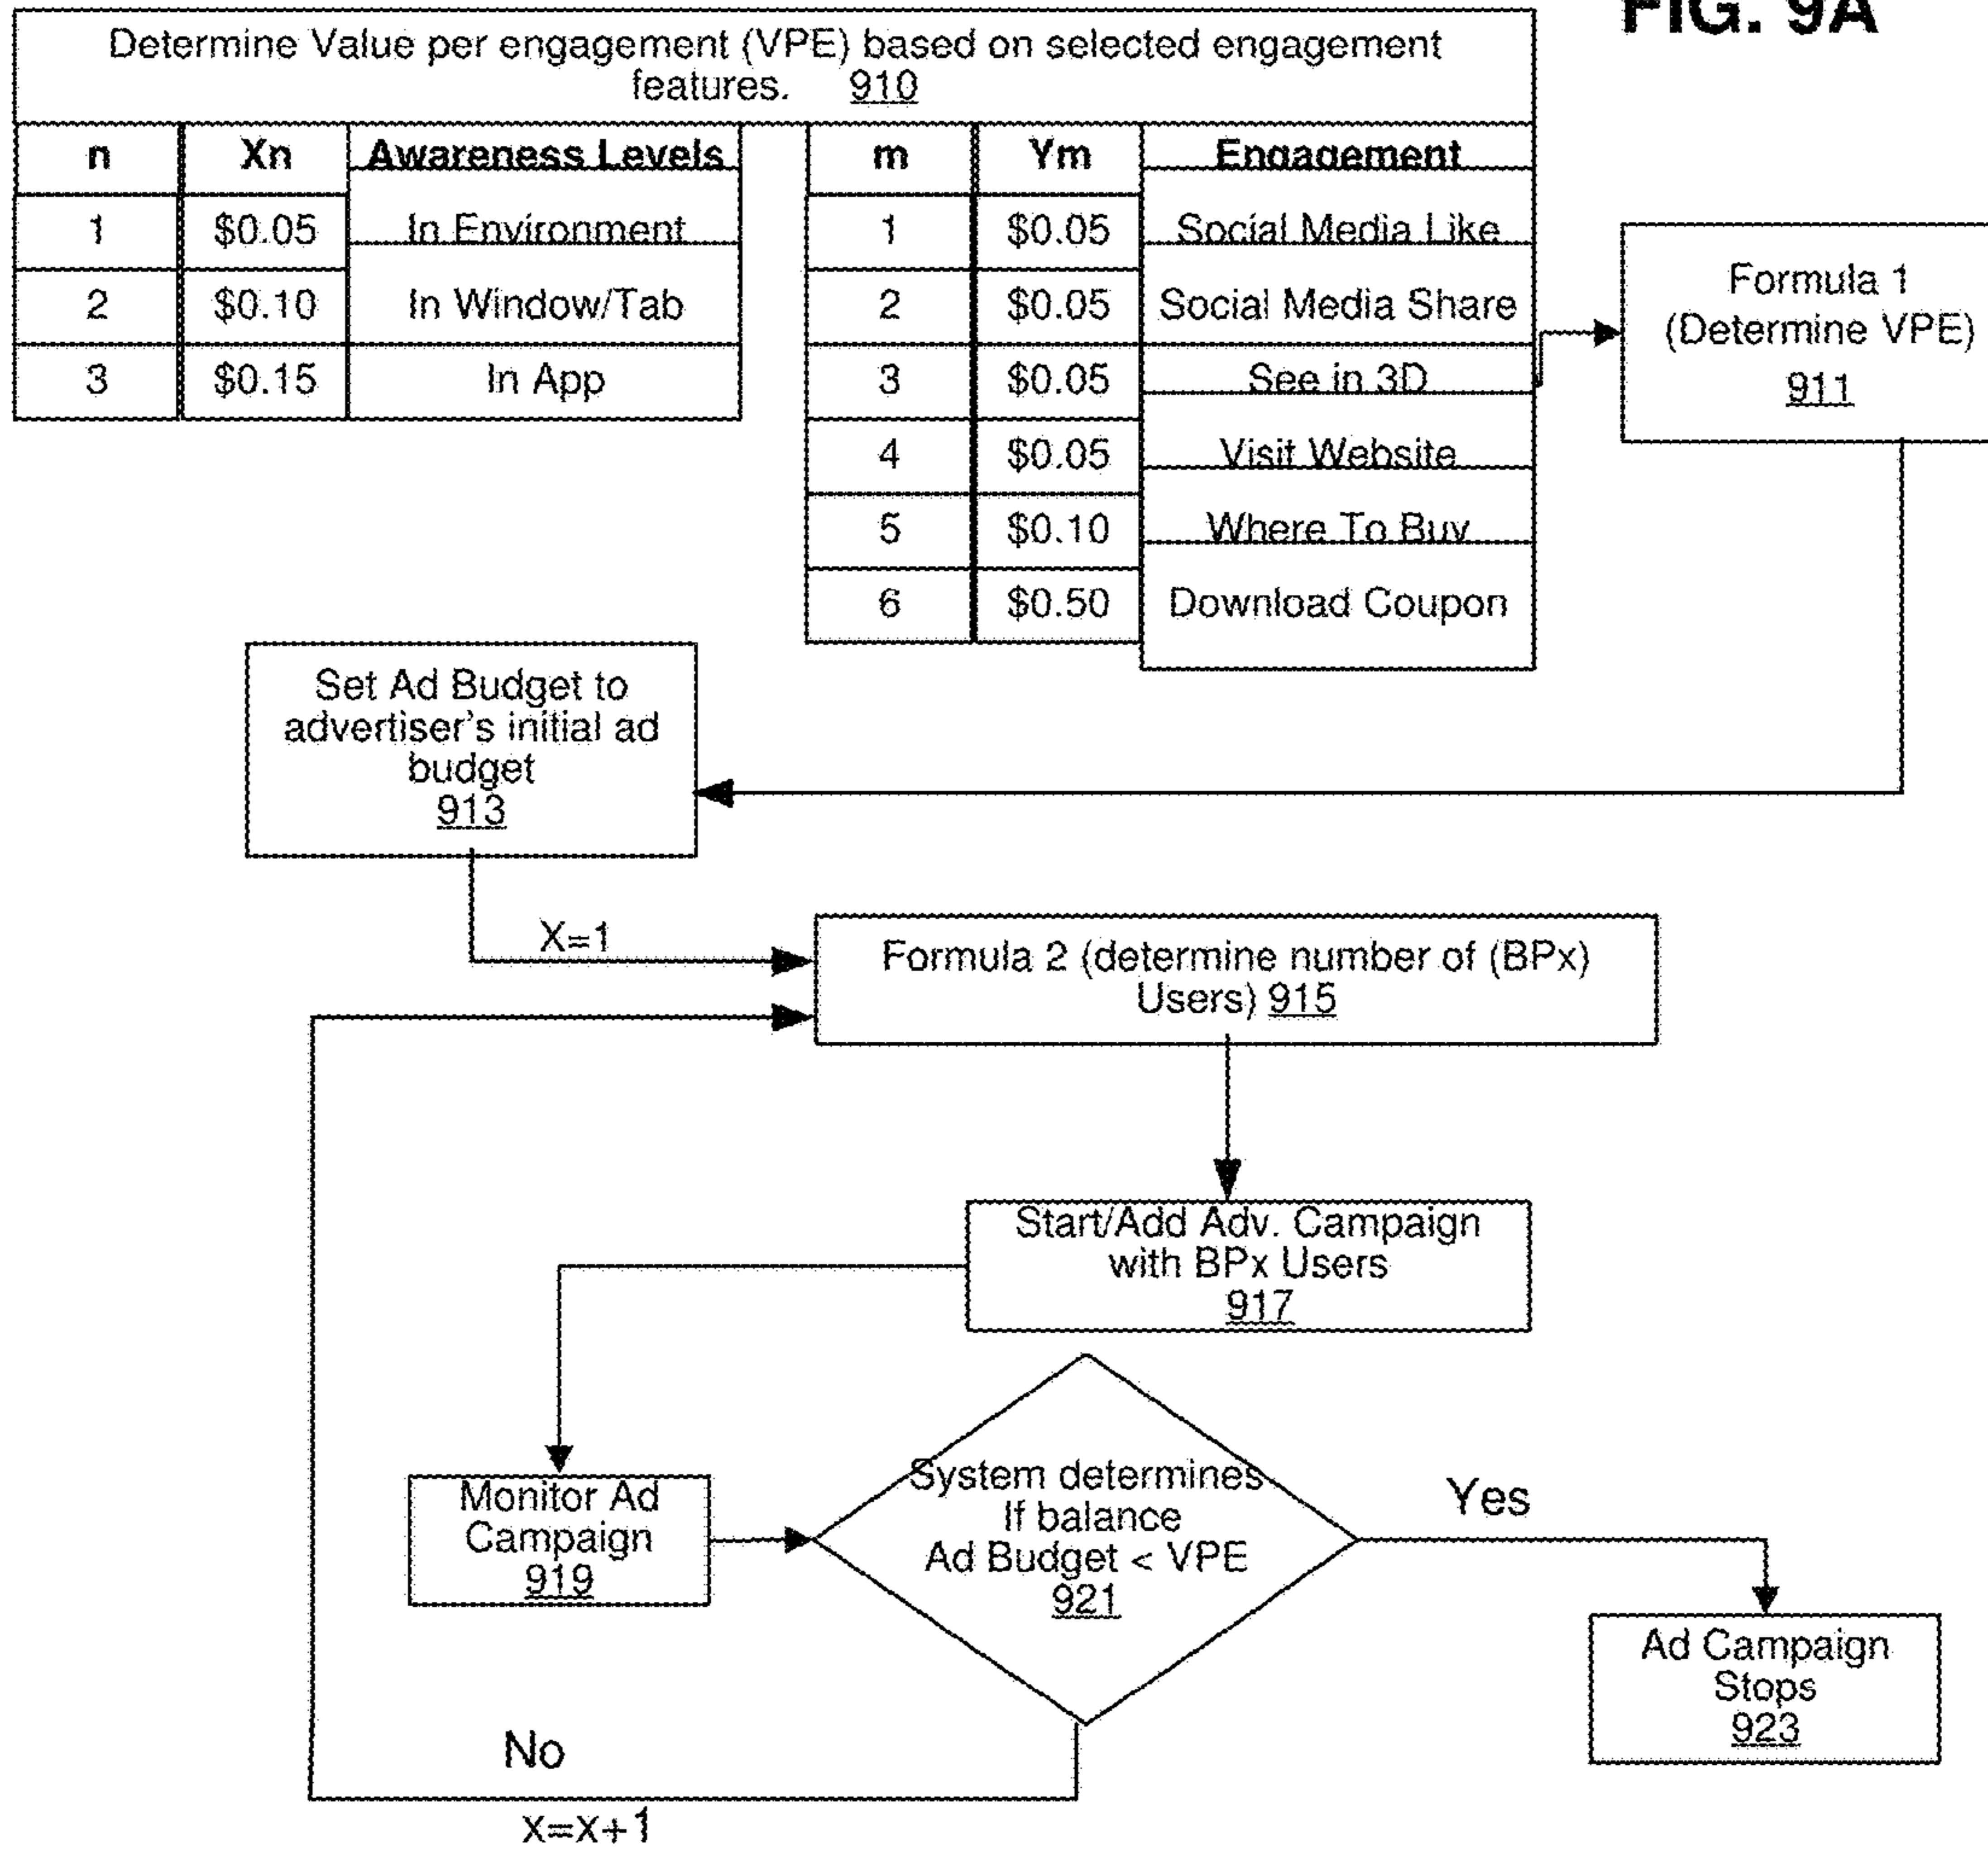 FIG. 9A
Determine Value per engagement (VPE) based on selected engagement
features. 910
n Xn Awareness Levels m Ym Engagement
1 $0.05 In Environment 1 $0.05 Social Media Like
2 $0.10 In Window/Tab 2 $0.05 Social Media Share
3 $0.15 In App 3 $0.05 See in 3D
4 $0.05 Visit Website
5 $0.10 Where To Buy
6 $0.50 Download Coupon
Formula 1
(Determine VPE)
911
Set Ad Budget to
advertiser's initial ad
budget
913
X=1
Formula 2 (determine number of (BPx)
Users) 915
Start/Add Adv. Campaign
with BPx Users
917
Monitor Ad
Campaign
919
System determines
If balance
Ad Budget < VPE
921
Yes
Ad Campaign
Stops
923
No
X=X+1